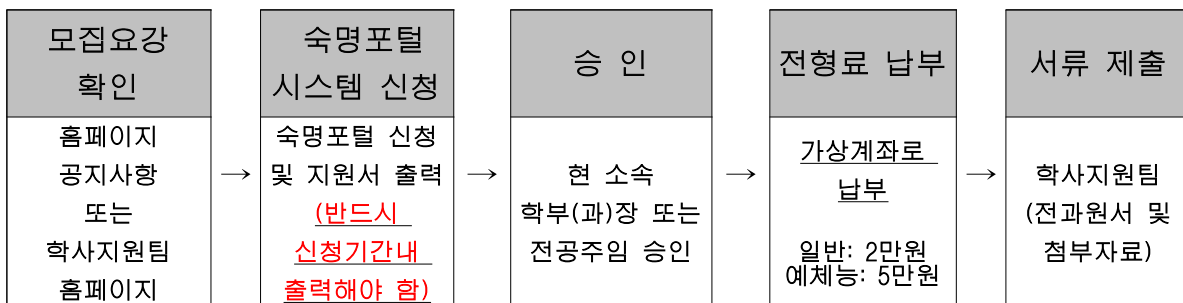 모집요강
확인
홈페이지
공지사항
또는
학사지원팀
홈페이지
→
숙명포털
시스템 신청
숙명포털 신청
및 지원서 출력
(반드시
신청기간내
출력해야 함)
→
승 인
현 소속
학부(과)장 또는
전공주임 승인
→
전형료 납부
가상계좌로
납부
일반: 2만원
예체능: 5만원
→
서류 제출
학사지원팀
(전과원서 및
첨부자료)